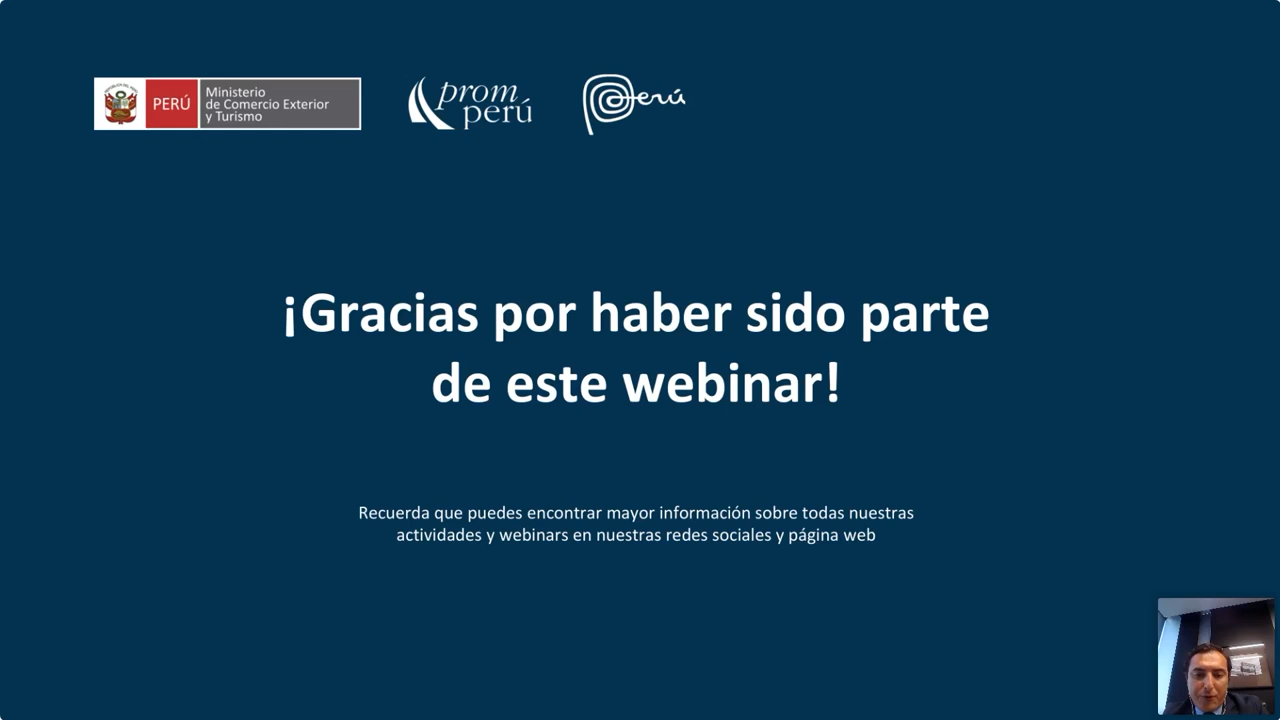 PERÚ
Ministerio
de Comercio Exterior
y Turismo
prom
perú
Perú
¡Gracias por haber sido parte
de este webinar!
Recuerda que puedes encontrar mayor información sobre todas nuestras
actividades y webinars en nuestras redes sociales y página web